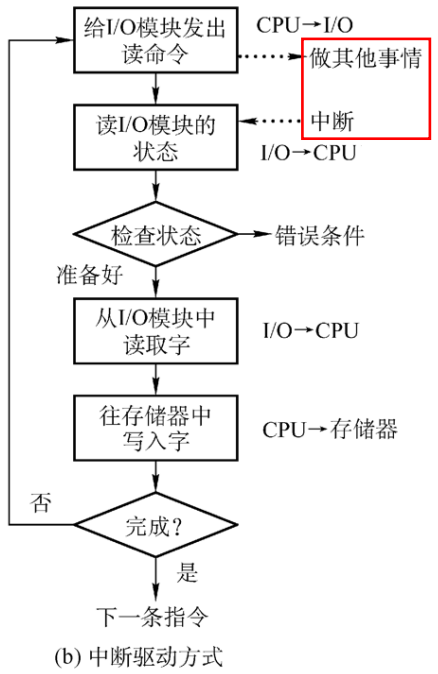 给I/O模块发出
读命令
CPU→I/O
做其他事情
读I/O模块的
状态
中断
I/O→CPU
检查状态
错误条件
准备好
从I/O模块中
读取字
I/O→CPU
往存储器中
写入字
CPU→存储器
否
完成？
是
下一条指令
(b) 中断驱动方式